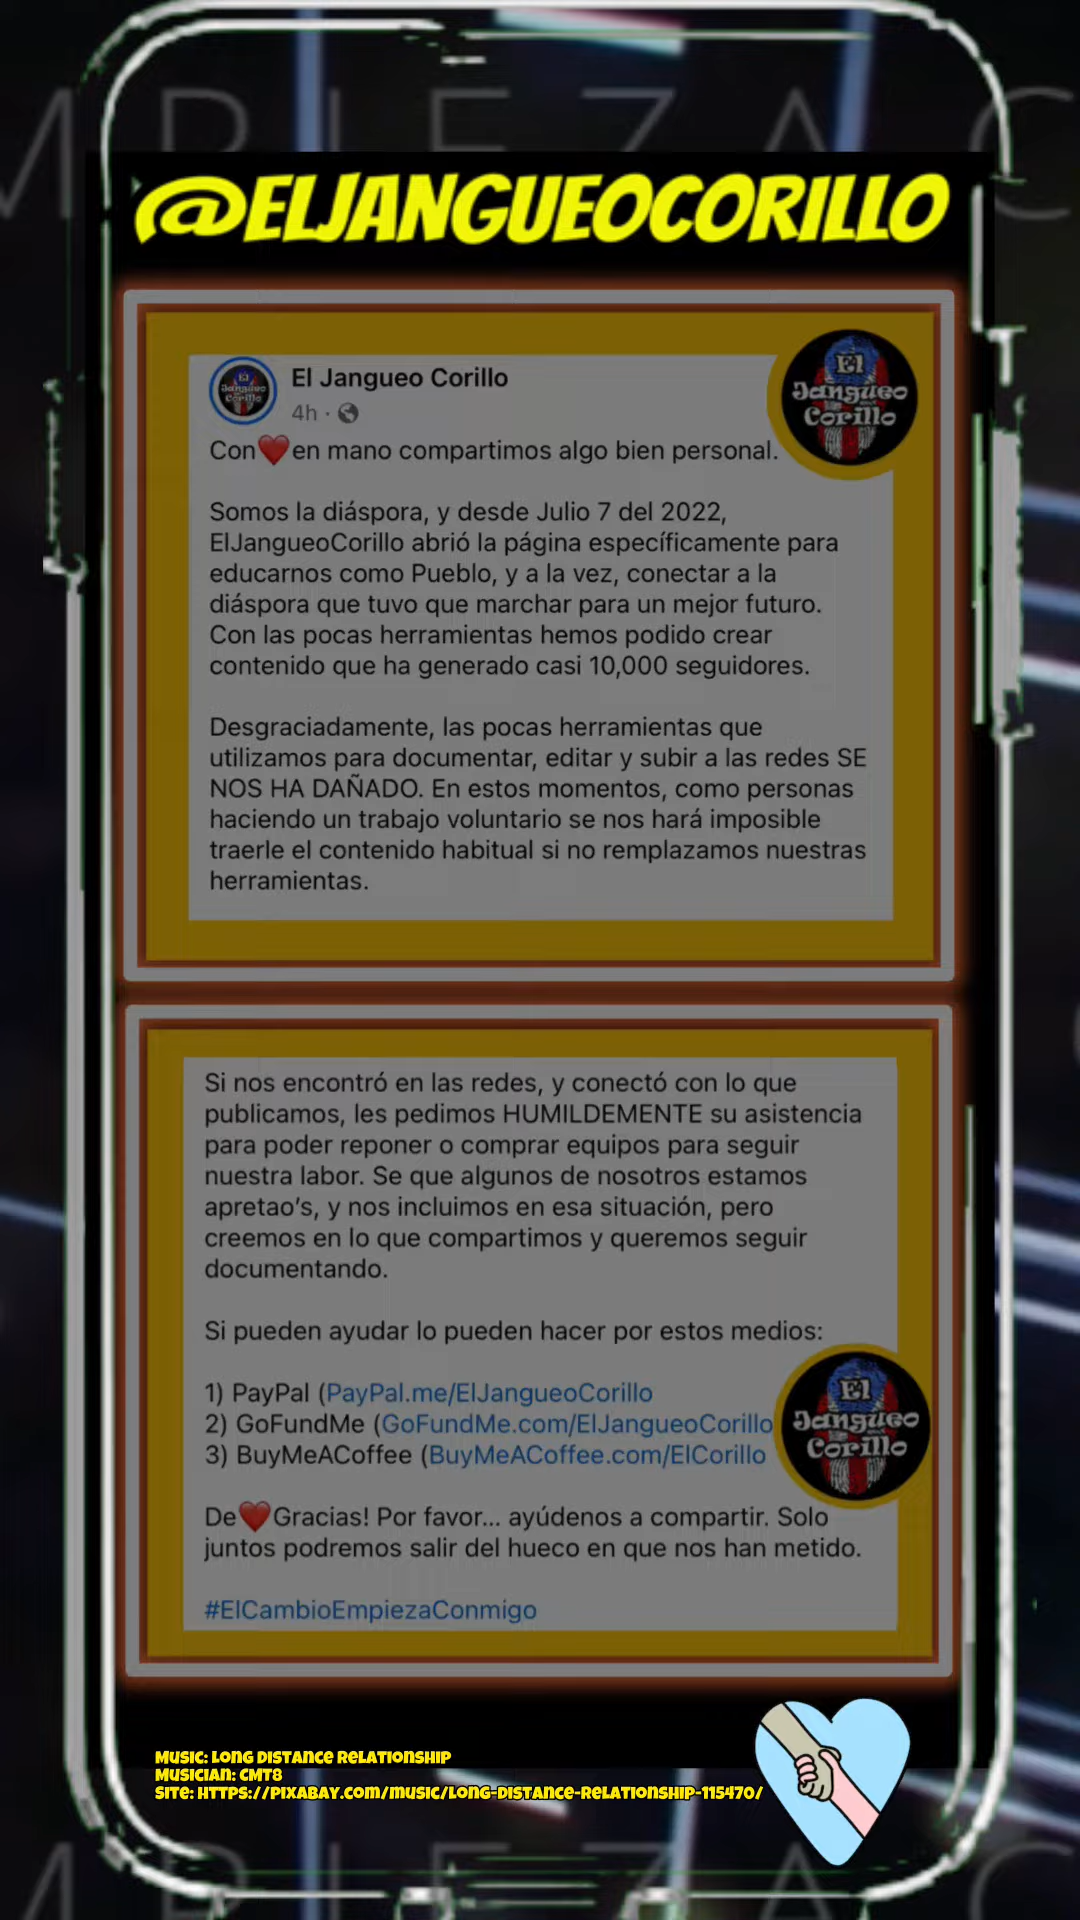 MPIEZA C
@ELJANGUEOCORILLO
El Jangueo Corillo
El
Jangueo
Corillo
El
Jangueo
Corillo
4h ·
Con❤️en mano compartimos algo bien personal.
Somos la diáspora, y desde Julio 7 del 2022,
ElJangueoCorillo abrió la página específicamente para
educarnos como Pueblo, y a la vez, conectar a la
diáspora que tuvo que marchar para un mejor futuro.
Con las pocas herramientas hemos podido crear
contenido que ha generado casi 10,000 seguidores.
Desgraciadamente, las pocas herramientas que
utilizamos para documentar, editar y subir a las redes SE
NOS HA DAÑADO. En estos momentos, como personas
haciendo un trabajo voluntario se nos hará imposible
traerle el contenido habitual si no remplazamos nuestras
herramientas.
Si nos encontró en las redes, y conectó con lo que
publicamos, les pedimos HUMILDEMENTE su asistencia
para poder reponer o comprar equipos para seguir
nuestra labor. Se que algunos de nosotros estamos
apretao's, y nos incluimos en esa situación, pero
creemos en lo que compartimos y queremos seguir
documentando.
Si pueden ayudar lo pueden hacer por estos medios:
1) PayPal (PayPal.me/ElJangueoCorillo
2) GoFundMe (GoFundMe.com/ElJangueoCorillo
3) BuyMeACoffee (BuyMeACoffee.com/ElCorillo
El
Jangueo
Corillo
De❤️Gracias! Por favor... ayúdenos a compartir. Solo
juntos podremos salir del hueco en que nos han metido.
#ElCambioEmpiezaConmigo
Music: Long Distance Relationship
Musician: CMT8
Site: https://pixabay.com/music/long-distance-relationship-115470/
MPIEZA C